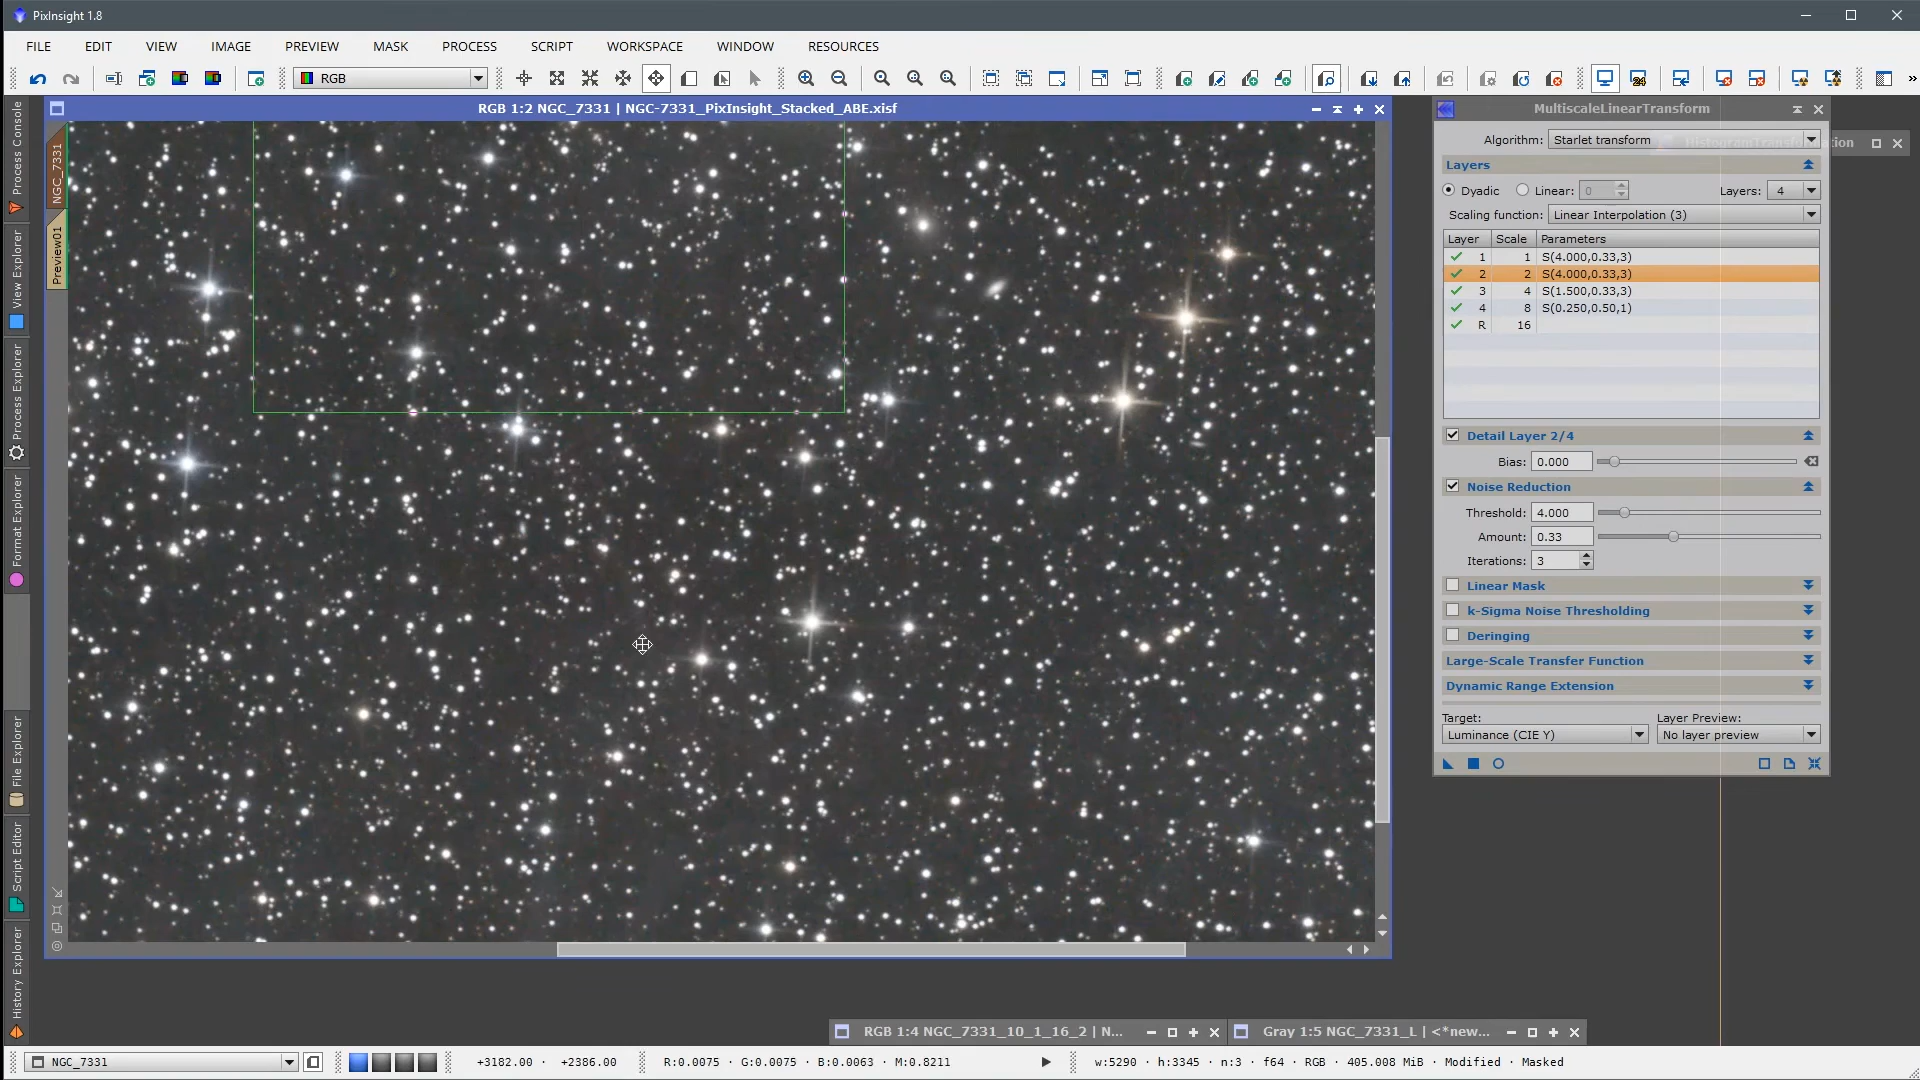 PixInsight 1.8
FILE EDIT VIEW IMAGE PREVIEW MASK PROCESS SCRIPT WORKSPACE WINDOW RESOURCES
RGB
24
RGB 1:2 NGC_7331 | NGC-7331_PixInsight_Stacked_ABE.xisf
Process Console
View Explorer
Process Explorer
Format Explorer
File Explorer
Script Editor
History Explorer
NGC_7331
Preview01
MultiscaleLinearTransform
HistogramTransformation
Algorithm: Starlet transform
Layers
Dyadic Linear: 0 Layers: 4
Scaling function: Linear Interpolation (3)
Layer Scale Parameters
1 1 S(4.000,0.33,3)
2 2 S(4.000,0.33,3)
3 4 S(1.500,0.33,3)
4 8 S(0.250,0.50,1)
R 16
Detail Layer 2/4
Bias: 0.000
Noise Reduction
Threshold: 4.000
Amount: 0.33
Iterations: 3
Linear Mask
k-Sigma Noise Thresholding
Deringing
Large-Scale Transfer Function
Dynamic Range Extension
Target: Layer Preview:
Luminance (CIE Y) No layer preview
RGB 1:4 NGC_7331_10_1_16_2 | N...
Gray 1:5 NGC_7331_L | <*new...
NGC_7331
+3182.00 · +2386.00
R:0.0075 · G:0.0075 · B:0.0063 · M:0.8211
w:5290 · h:3345 · n:3 · f64 · RGB · 405.008 MiB · Modified · Masked